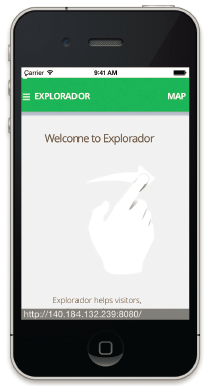 Carrier 9:41 AM
EXPLORADOR MAP
Welcome to Explorador
Explorador helps visitors,
http://140.184.132.239:8080/